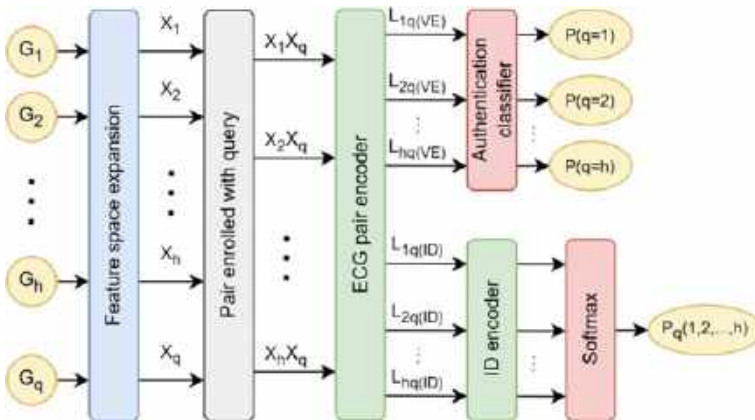 G1
G2
Gh
Gq
Feature space expansion
X1
X2
Xh
Xq
Pair enrolled with query
X1Xq
X2Xq
XhXq
ECG pair encoder
L1q(VE)
L2q(VE)
Lhq(VE)
Authentication
classifier
P(q=1)
P(q=2)
P(q=h)
L1q(ID)
L2q(ID)
Lhq(ID)
ID encoder
Softmax
Pq(1,2,...,h)